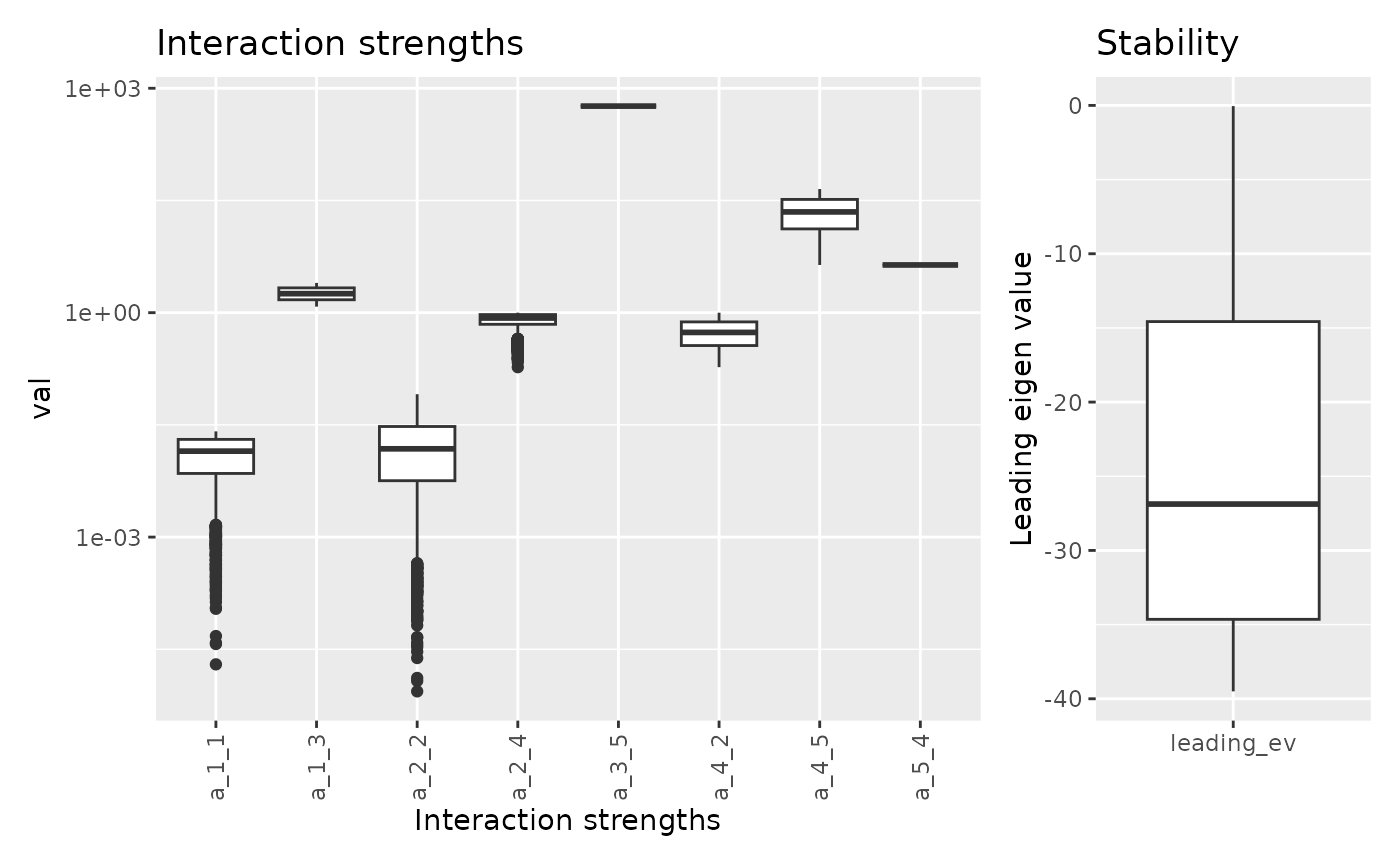 Interaction strengths
val
1e+03
1e+00
1e-03
a_1_1
a_1_3
a_2_2
a_2_4
a_3_5
a_4_2
a_4_5
a_5_4
Interaction strengths
Stability
Leading eigen value
0
-10
-20
-30
-40
leading_ev